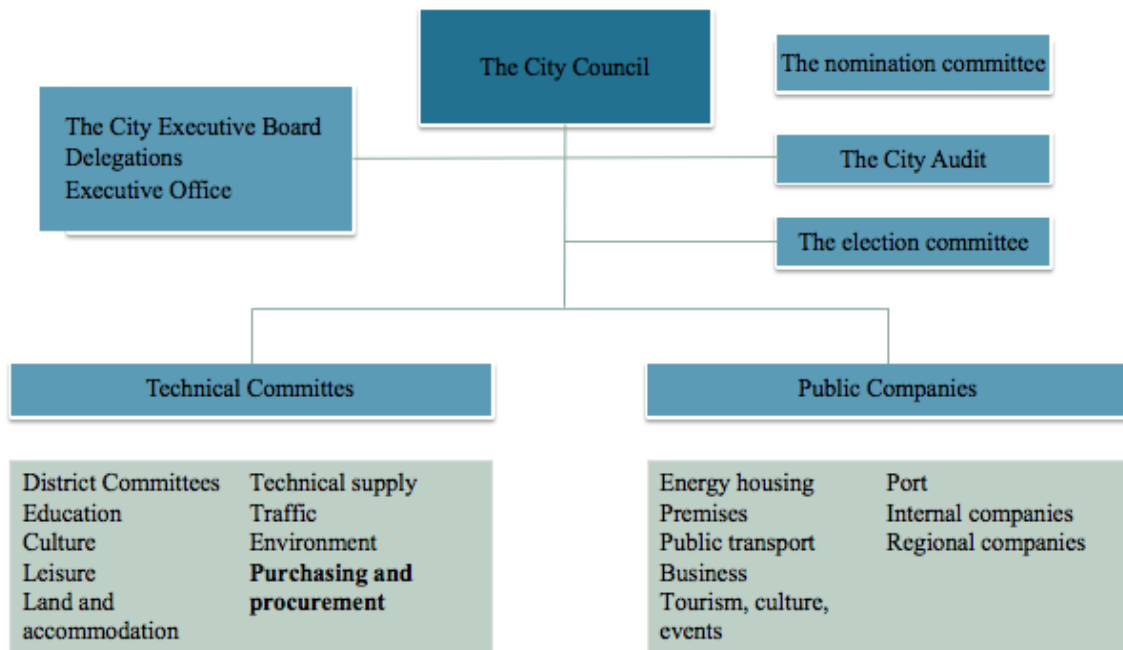 The City Council
The nomination committee
The City Executive Board
Delegations
Executive Office
The City Audit
The election committee
Technical Committes
Public Companies
District Committees
Education
Culture
Leisure
Land and
accommodation
Technical supply
Traffic
Environment
Purchasing and
procurement
Energy housing
Premises
Public transport
Business
Tourism, culture,
events
Port
Internal companies
Regional companies